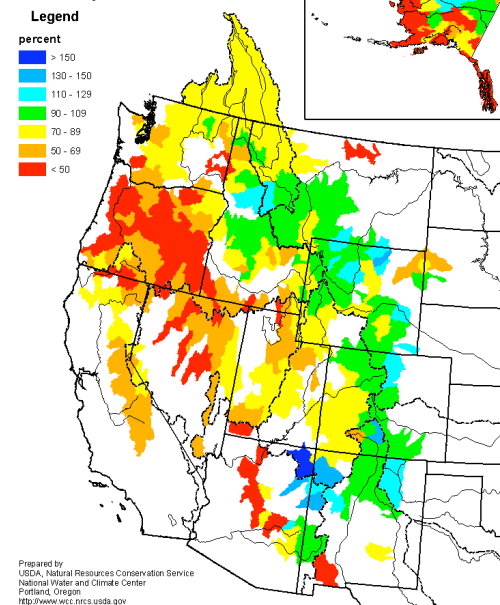 Legend
percent
> 150
130 - 150
110 - 129
90 - 109
70 - 89
50 - 69
< 50
Prepared by
USDA, Natural Resources Conservation Service
National Water and Climate Center
Portland, Oregon
http://www.wcc.nrcs.usda.gov